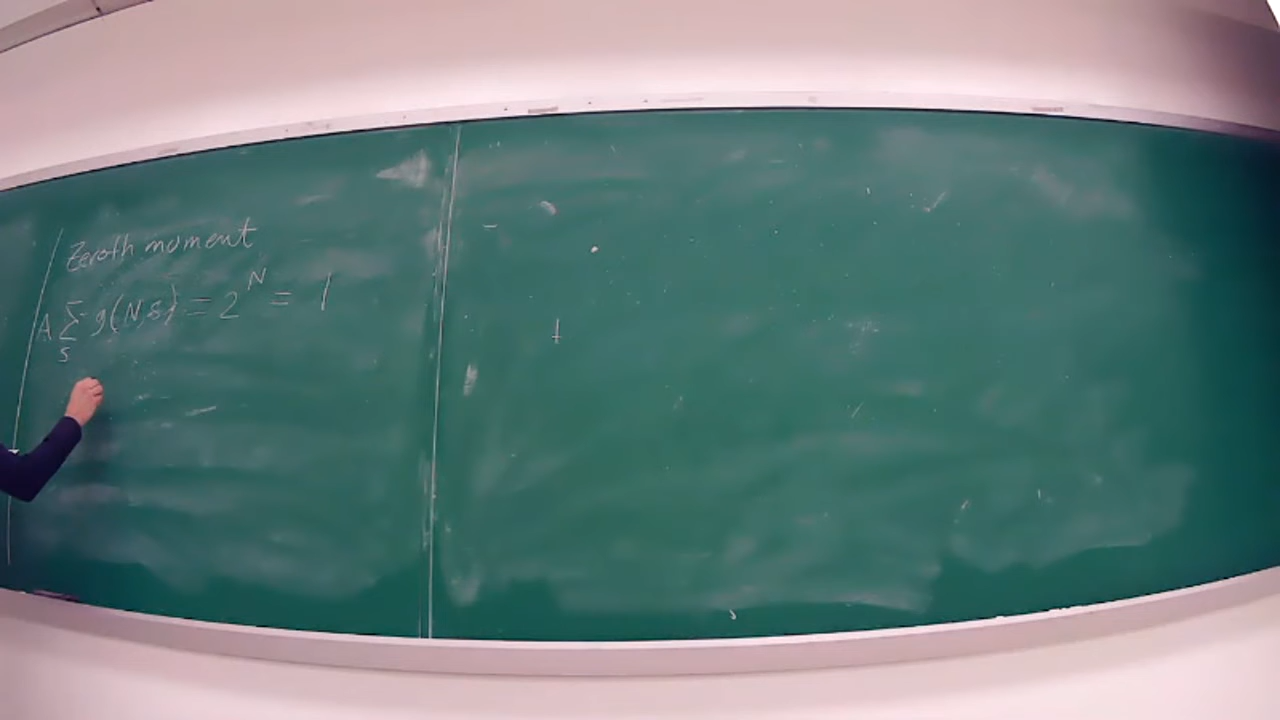 Zeroth moment
A ∑ g(N,s) = 2^N = 1
s